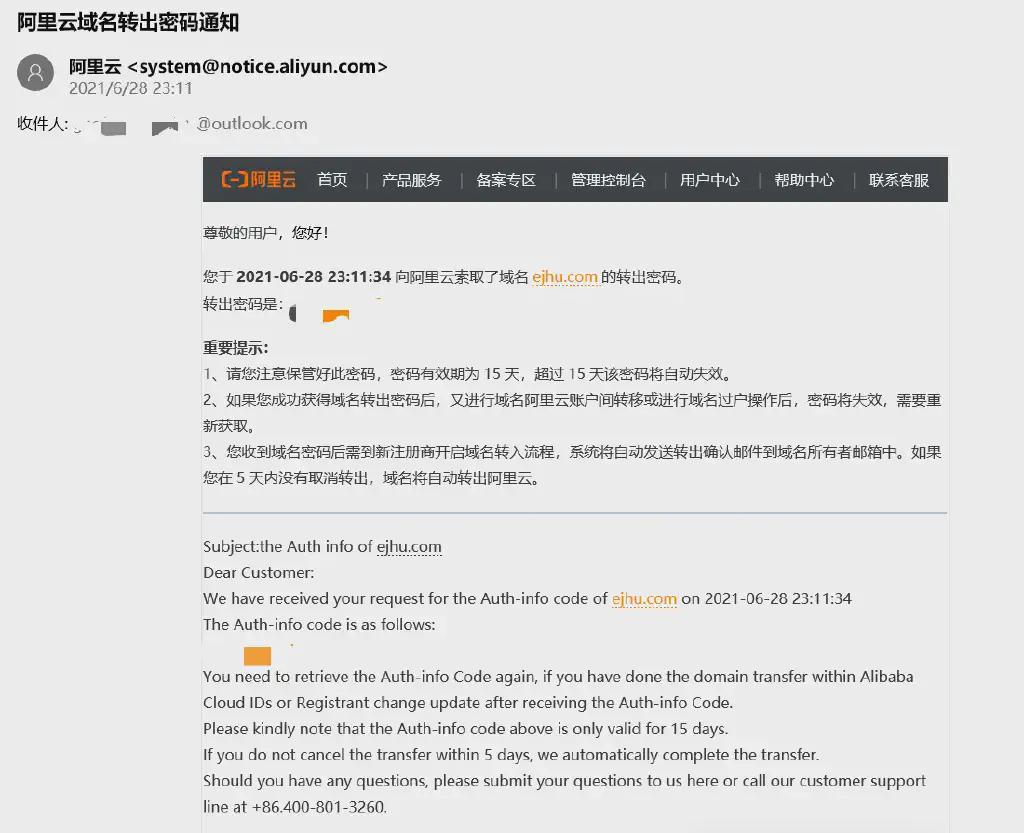 阿里云域名转出密码通知
阿里云 <system@notice.aliyun.com>
2021/6/28 23:11
收件人: @outlook.com
阿里云 首页 | 产品服务 | 备案专区 | 管理控制台 | 用户中心 | 帮助中心 | 联系客服
尊敬的用户，您好！
您于 2021-06-28 23:11:34 向阿里云索取了域名 ejhu.com 的转出密码。
转出密码是：
重要提示:
1、请您注意保管好此密码，密码有效期为 15 天，超过 15 天该密码将自动失效。
2、如果您成功获得域名转出密码后，又进行域名阿里云账户间转移或进行域名过户操作后，密码将失效，需要重
新获取。
3、您收到域名密码后需到新注册商开启域名转入流程，系统将自动发送转出确认邮件到域名所有者邮箱中。如果
您在 5 天内没有取消转出，域名将自动转出阿里云。
Subject:the Auth info of ejhu.com
Dear Customer:
We have received your request for the Auth-info code of ejhu.com on 2021-06-28 23:11:34
The Auth-info code is as follows:
You need to retrieve the Auth-info Code again, if you have done the domain transfer within Alibaba
Cloud IDs or Registrant change update after receiving the Auth-info Code.
Please kindly note that the Auth-info code above is only valid for 15 days.
If you do not cancel the transfer within 5 days, we automatically complete the transfer.
Should you have any questions, please submit your questions to us here or call our customer support
line at +86.400-801-3260.